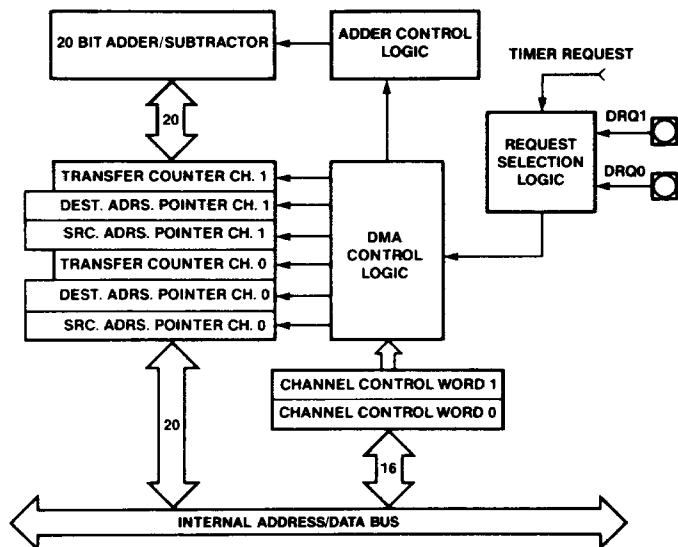 20 BIT ADDER/SUBTRACTOR
ADDER CONTROL
LOGIC
TIMER REQUEST
20
DRQ1
REQUEST
SELECTION
LOGIC
DRQ0
TRANSFER COUNTER CH. 1
DEST. ADRS. POINTER CH. 1
SRC. ADRS. POINTER CH. 1
TRANSFER COUNTER CH. 0
DEST. ADRS. POINTER CH. 0
SRC. ADRS. POINTER CH. 0
DMA
CONTROL
LOGIC
CHANNEL CONTROL WORD 1
CHANNEL CONTROL WORD 0
20
16
INTERNAL ADDRESS/DATA BUS